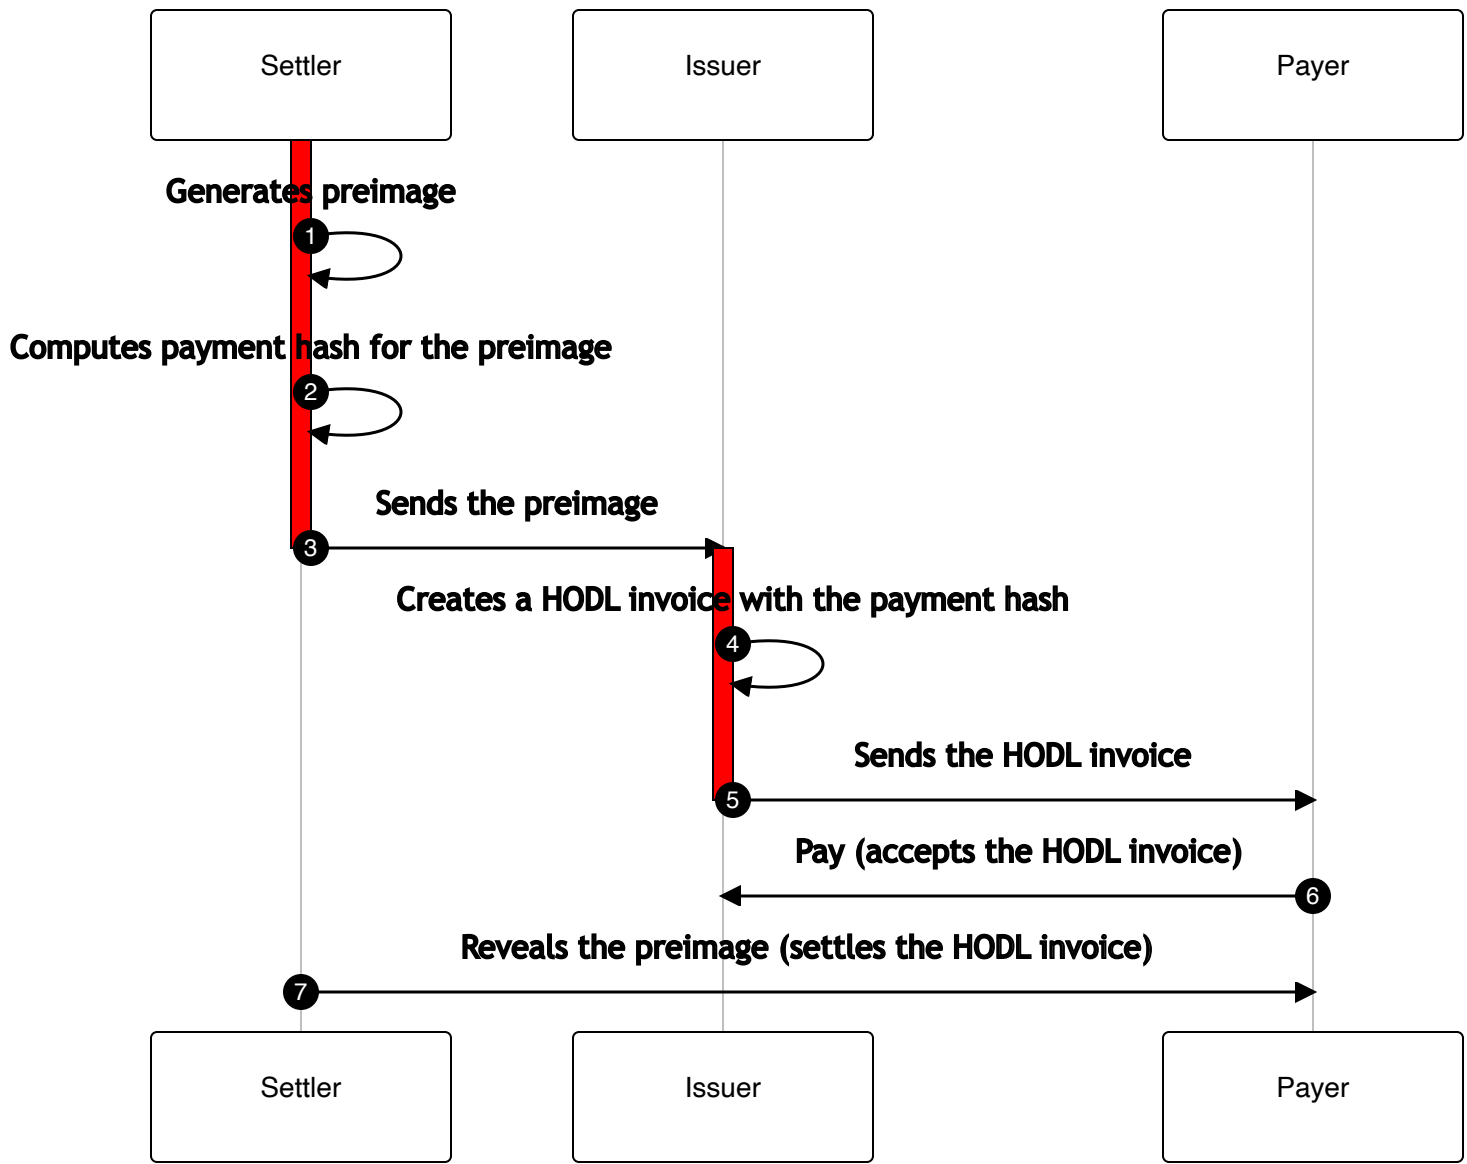 Settler
Issuer
Payer
Generates preimage
1
Computes payment hash for the preimage
2
Sends the preimage
3
Creates a HODL invoice with the payment hash
4
Sends the HODL invoice
5
Pay (accepts the HODL invoice)
6
Reveals the preimage (settles the HODL invoice)
7
Settler
Issuer
Payer